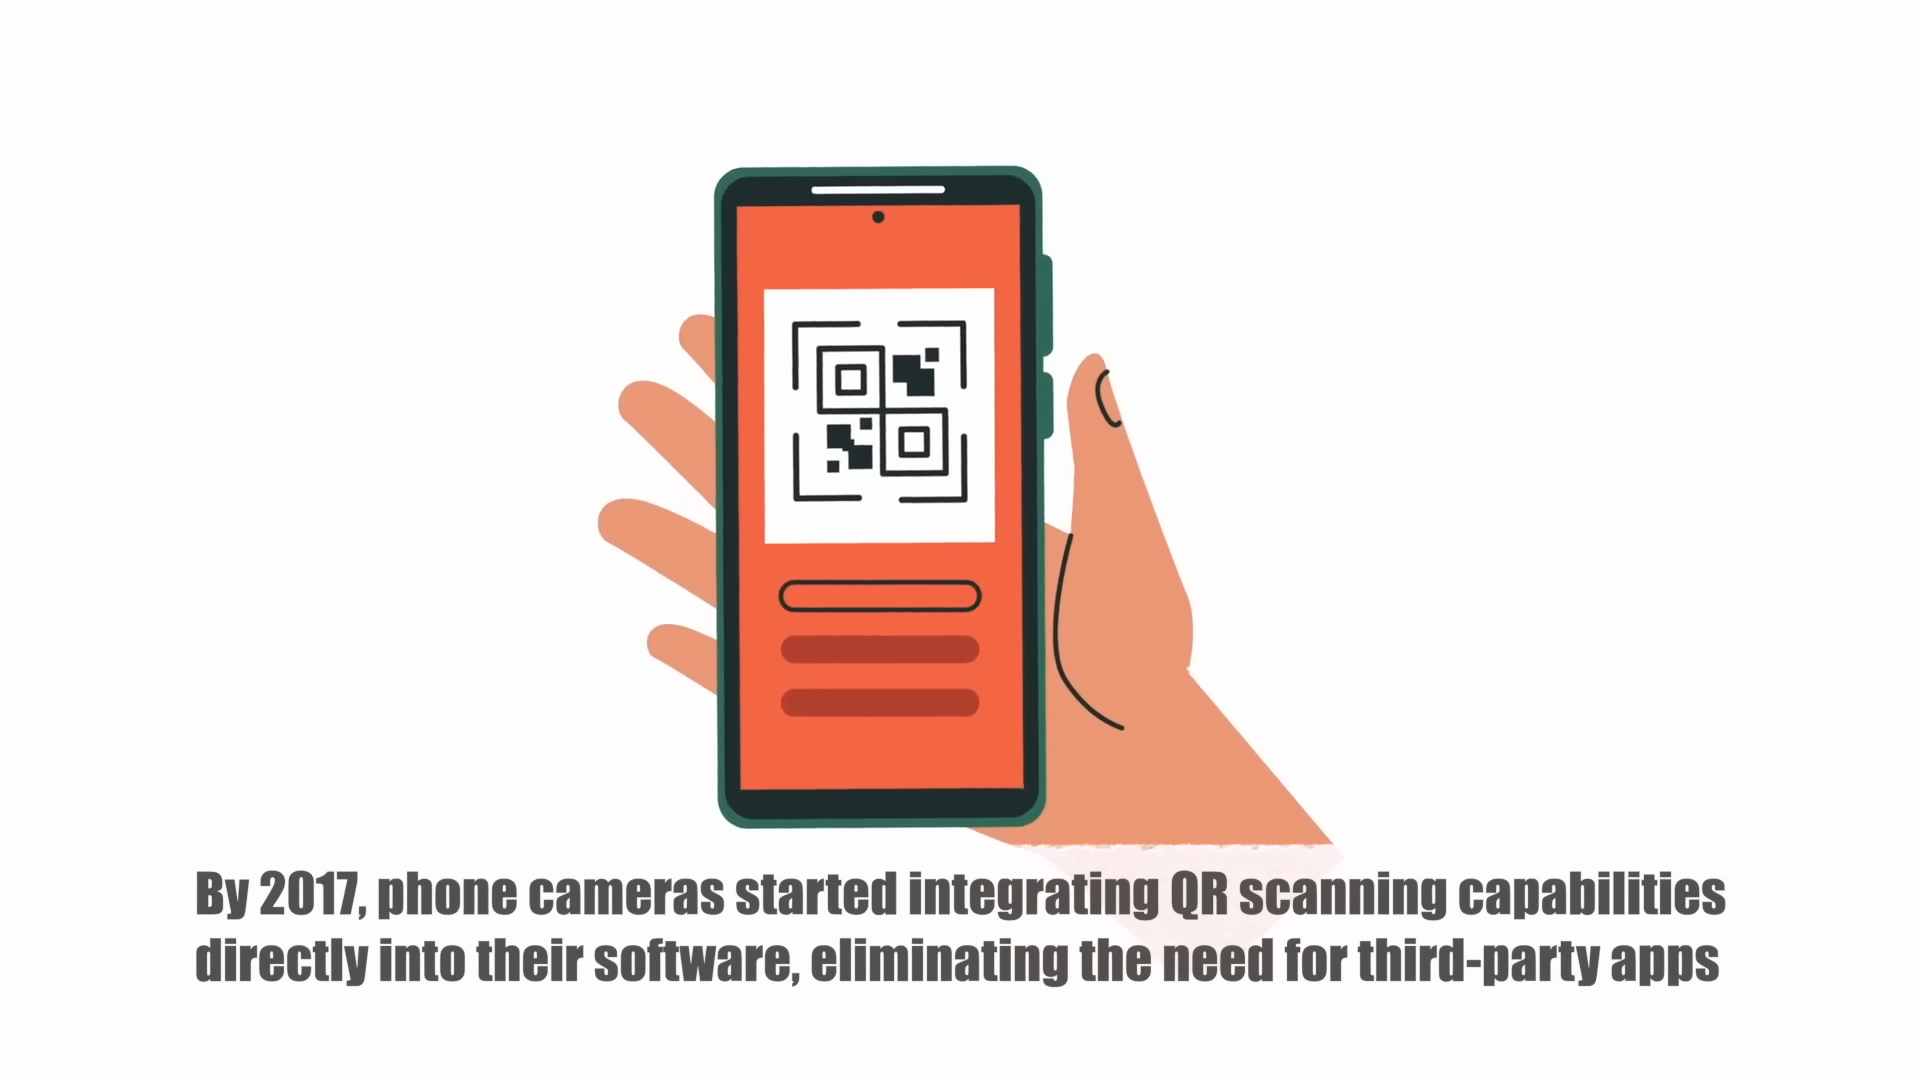 By 2017, phone cameras started integrating QR scanning capabilities
directly into their software, eliminating the need for third-party apps